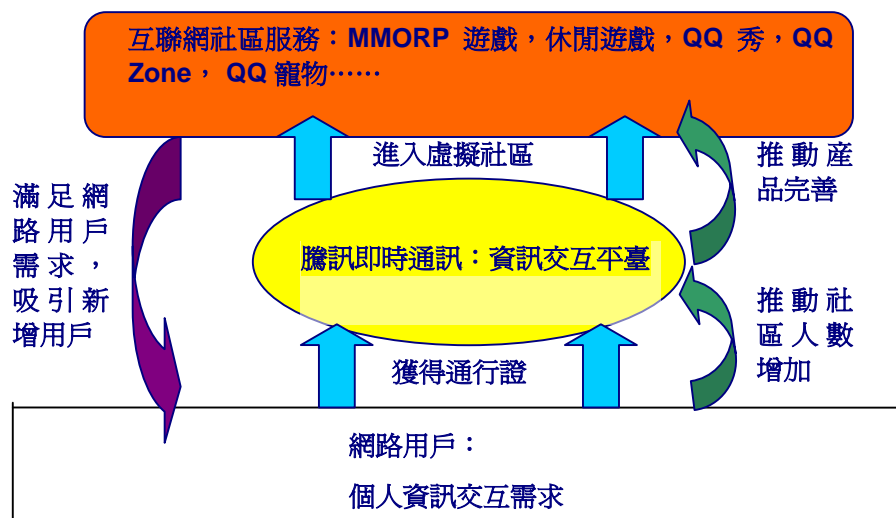 互聯網社區服務：MMORP 遊戲，休閒遊戲，QQ 秀，QQ
Zone， QQ 寵物……
進入虛擬社區
推動産
品完善
滿足網
路用戶
需求，
吸引新
增用戶
騰訊即時通訊：資訊交互平臺
推動社
區人數
增加
獲得通行證
網路用戶：
個人資訊交互需求